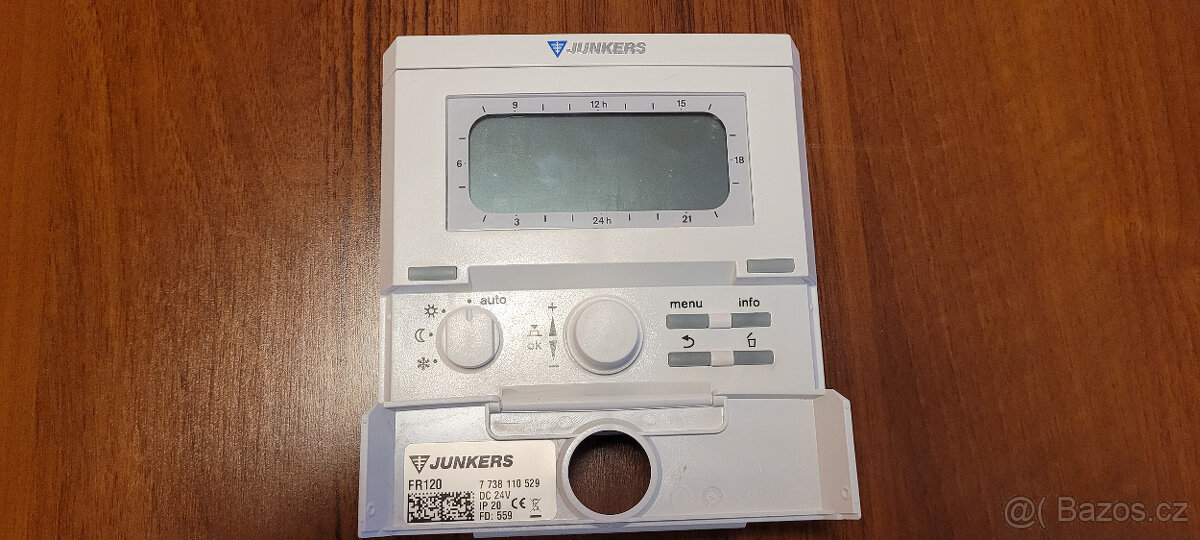 JUNKERS
9 12 h 15
6 18
3 24 h 21
auto
menu info
+
ok
−
JUNKERS
FR120 7 738 110 529
DC 24V
IP 20 CE
FD: 559
@( Bazos.cz